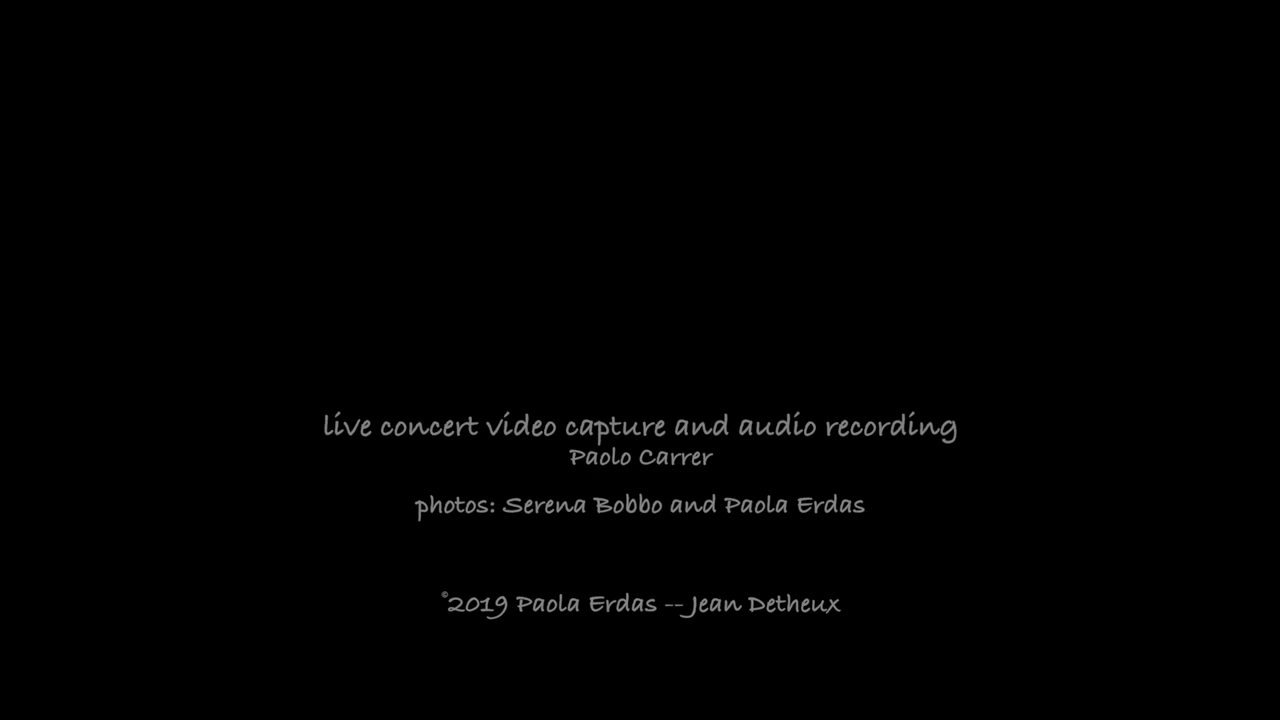 live concert video capture and audio recording
Paolo Carrer
photos: Serena Bobbo and Paola Erdas
©2019 Paola Erdas -- Jean Detheux